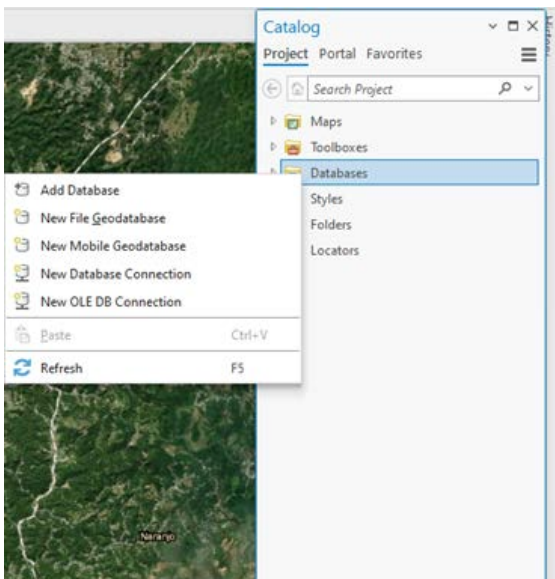 Catalog
Project Portal Favorites
Search Project
Maps
Toolboxes
Databases
Styles
Folders
Locators
Add Database
New File Geodatabase
New Mobile Geodatabase
New Database Connection
New OLE DB Connection
Paste Ctrl+V
Refresh F5
Naranjo
History